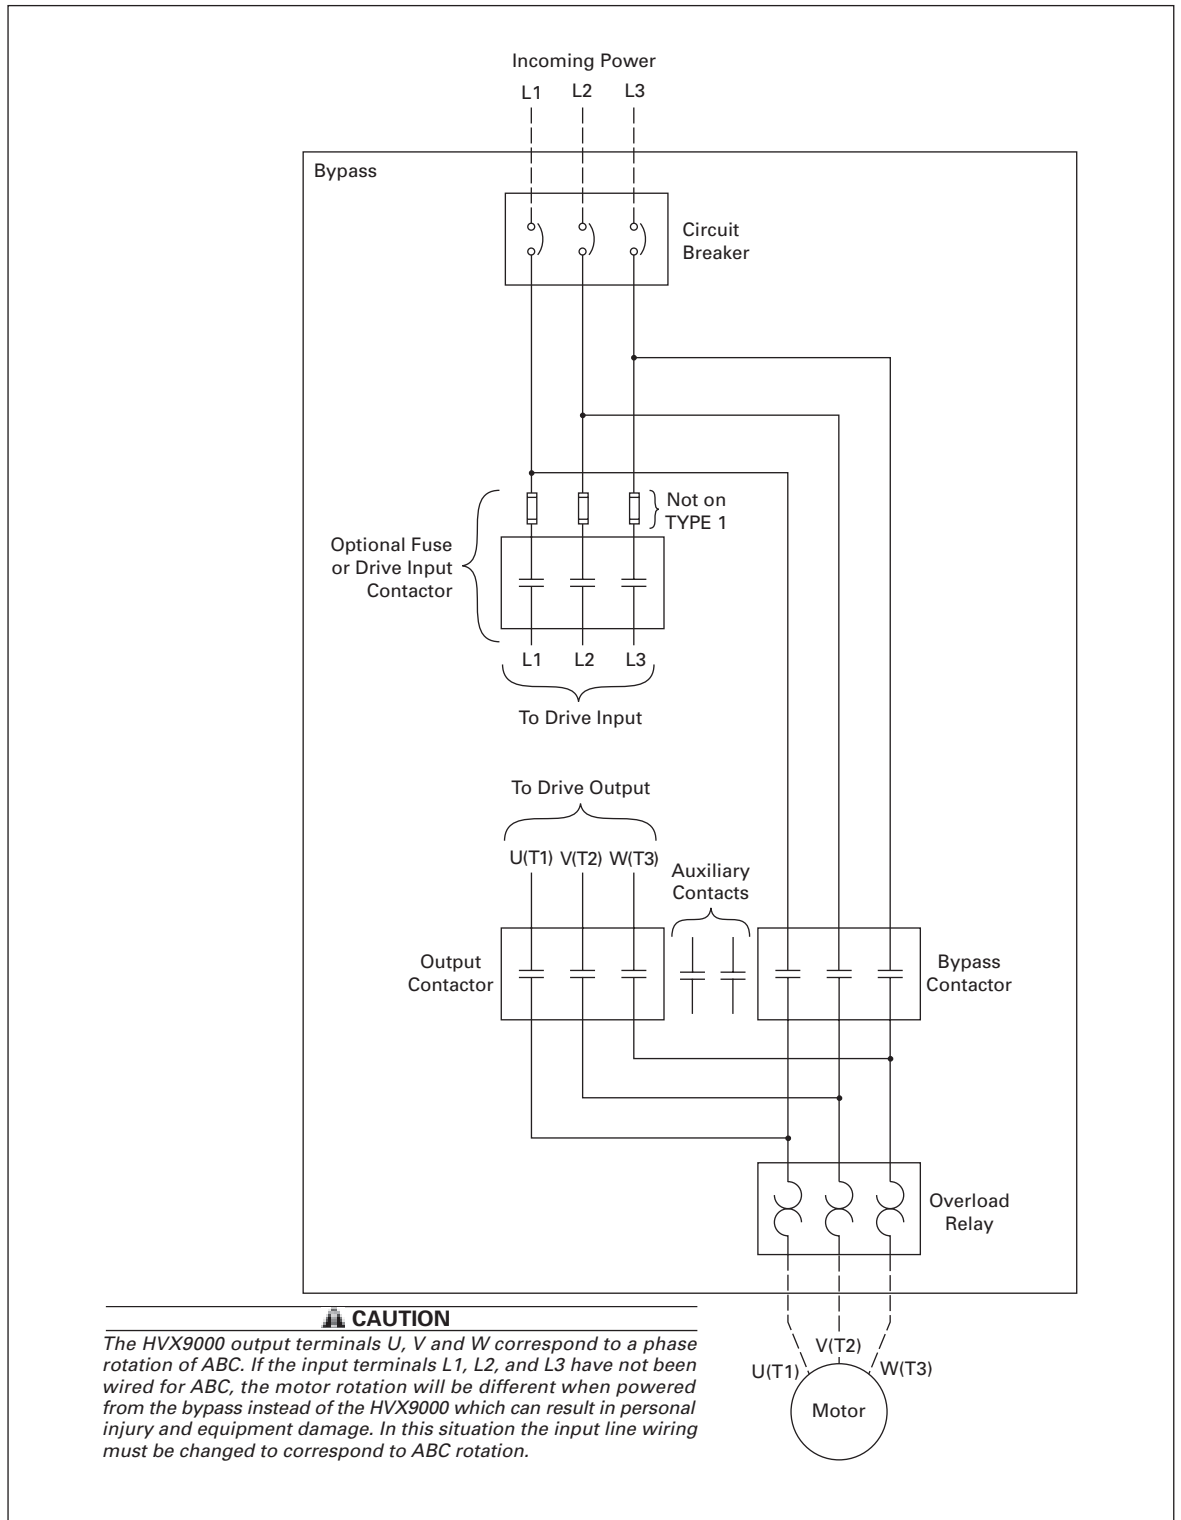 Incoming Power
L1 L2 L3
Bypass
Circuit
Breaker
Not on
TYPE 1
Optional Fuse
or Drive Input
Contactor
L1 L2 L3
To Drive Input
To Drive Output
U(T1) V(T2) W(T3)
Auxiliary
Contacts
Output
Contactor
Bypass
Contactor
Overload
Relay
CAUTION
The HVX9000 output terminals U, V and W correspond to a phase
rotation of ABC. If the input terminals L1, L2, and L3 have not been
wired for ABC, the motor rotation will be different when powered
from the bypass instead of the HVX9000 which can result in personal
injury and equipment damage. In this situation the input line wiring
must be changed to correspond to ABC rotation.
V(T2)
U(T1) W(T3)
Motor